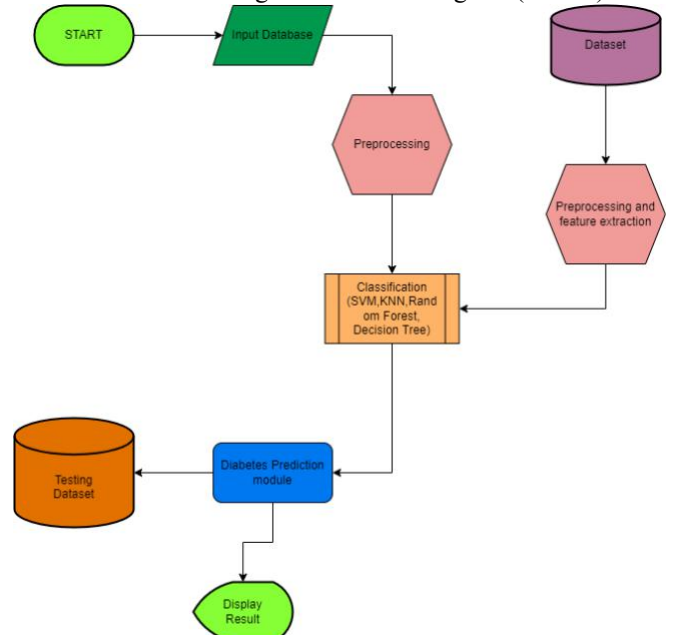 START
Input Database
Dataset
Preprocessing
Preprocessing and
feature extraction
Classification
(SVM,KNN,Rand
om Forest,
Decision Tree)
Diabetes Prediction
module
Testing
Dataset
Display
Result